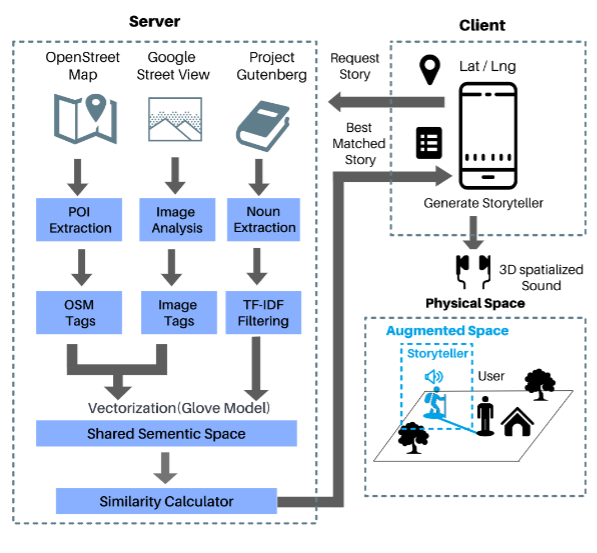 Server
OpenStreet
Map
Google
Street View
Project
Gutenberg
POI
Extraction
Image
Analysis
Noun
Extraction
OSM
Tags
Image
Tags
TF-IDF
Filtering
Vectorization(Glove Model)
Shared Sementic Space
Similarity Calculator
Request
Story
Best
Matched
Story
Client
Lat / Lng
Generate Storyteller
3D spatialized
Sound
Physical Space
Augmented Space
Storyteller
User